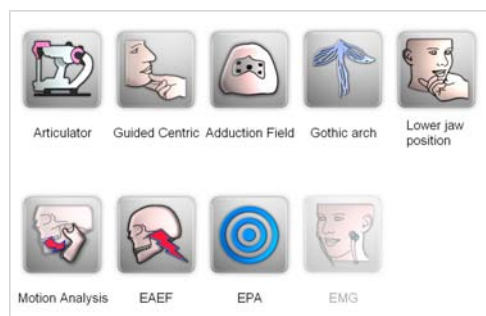 Articulator
Guided Centric
Adduction Field
Gothic arch
Lower jaw
position
Motion Analysis
EAEF
EPA
EMG